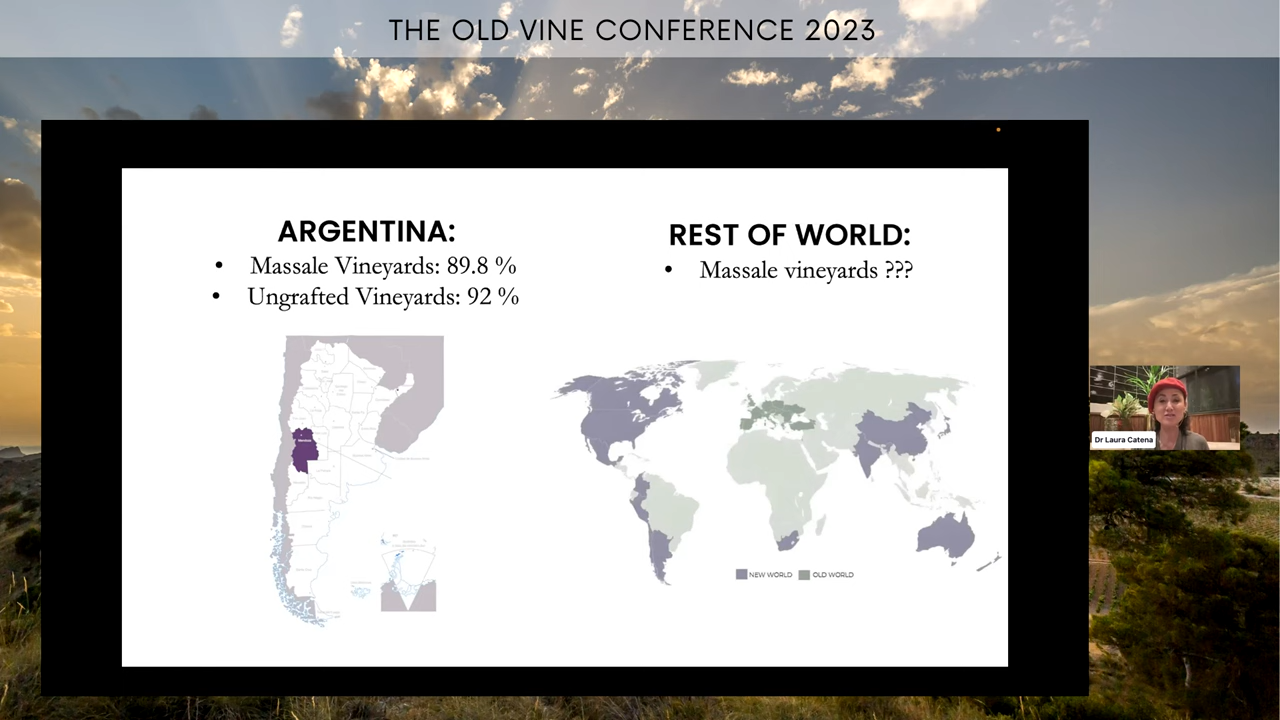 THE OLD VINE CONFERENCE 2023
ARGENTINA:
• Massale Vineyards: 89.8 %
• Ungrafted Vineyards: 92 %
REST OF WORLD:
• Massale vineyards ???
Mendoza
NEW WORLD
OLD WORLD
Dr Laura Catena